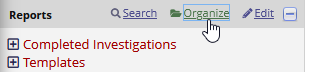 Reports Search Organize Edit
Completed Investigations
Templates